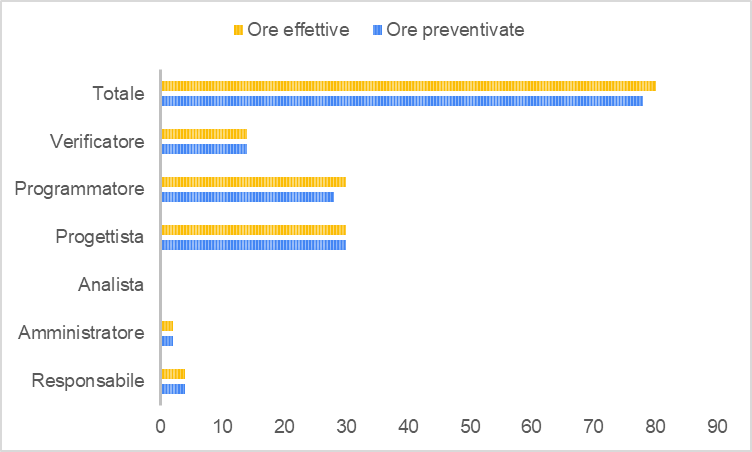 Ore effettive Ore preventivate
Totale
Verificatore
Programmatore
Progettista
Analista
Amministratore
Responsabile
0 10 20 30 40 50 60 70 80 90